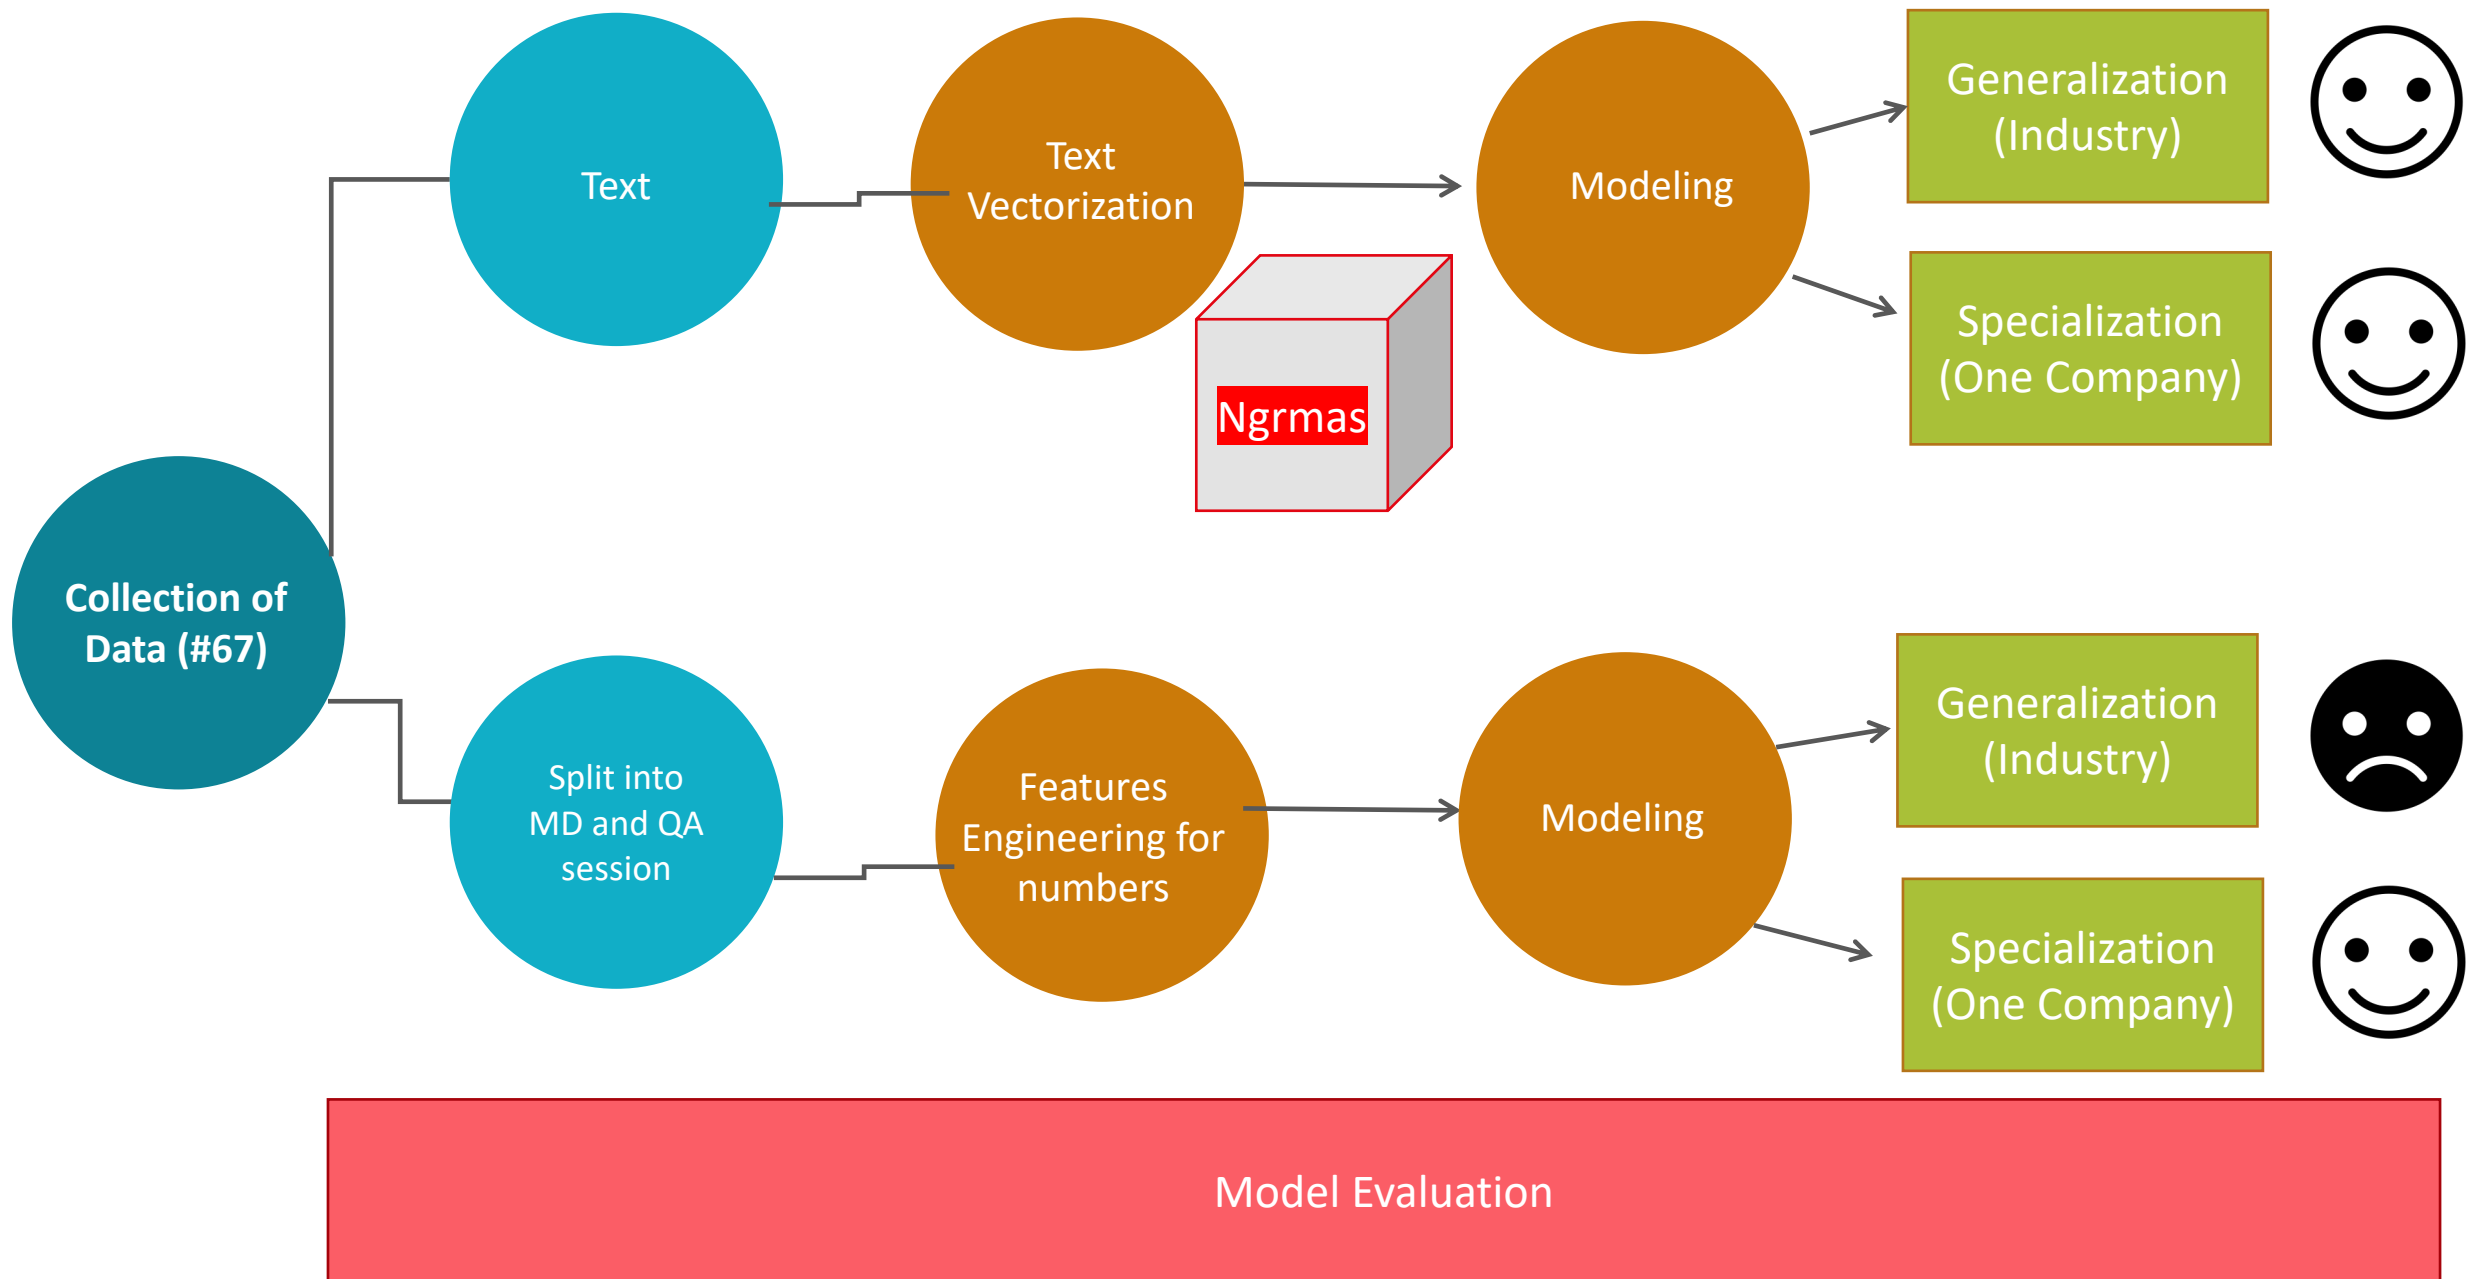 Collection of
Data (#67)
Text
Text
Vectorization
Ngrmas
Modeling
Generalization
(Industry)
Specialization
(One Company)
Split into
MD and QA
session
Features
Engineering for
numbers
Modeling
Generalization
(Industry)
Specialization
(One Company)
Model Evaluation